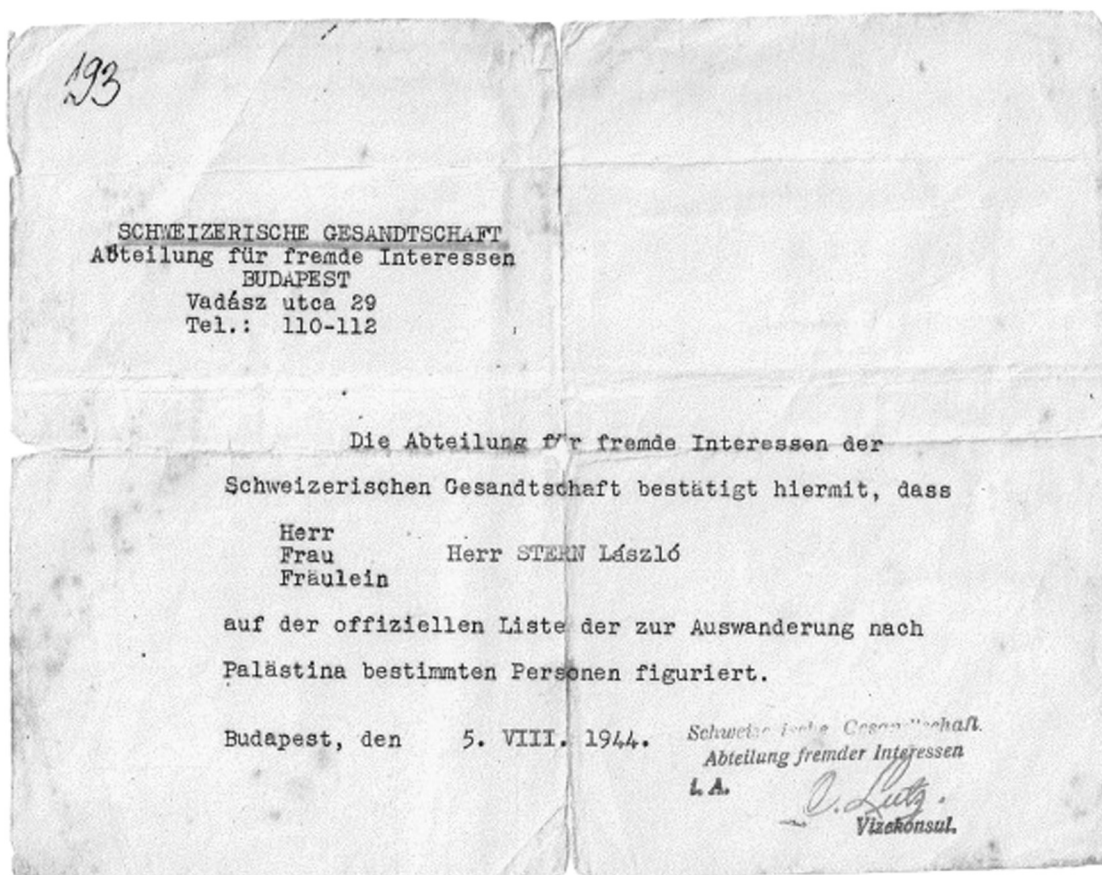 193
SCHWEIZERISCHE GESANDTSCHAFT
Abteilung für fremde Interessen
BUDAPEST
Vadász utca 29
Tel.: 110-112
Die Abteilung für fremde Interessen der
Schweizerischen Gesandtschaft bestätigt hiermit, dass
Herr
Frau Herr STERN László
Fräulein
auf der offiziellen Liste der zur Auswanderung nach
Palästina bestimmten Personen figuriert.
Budapest, den 5. VIII. 1944.
Schweizerische Gesandtschaft.
Abteilung fremder Interessen
i. A.
C. Lutz.
Vizekonsul.